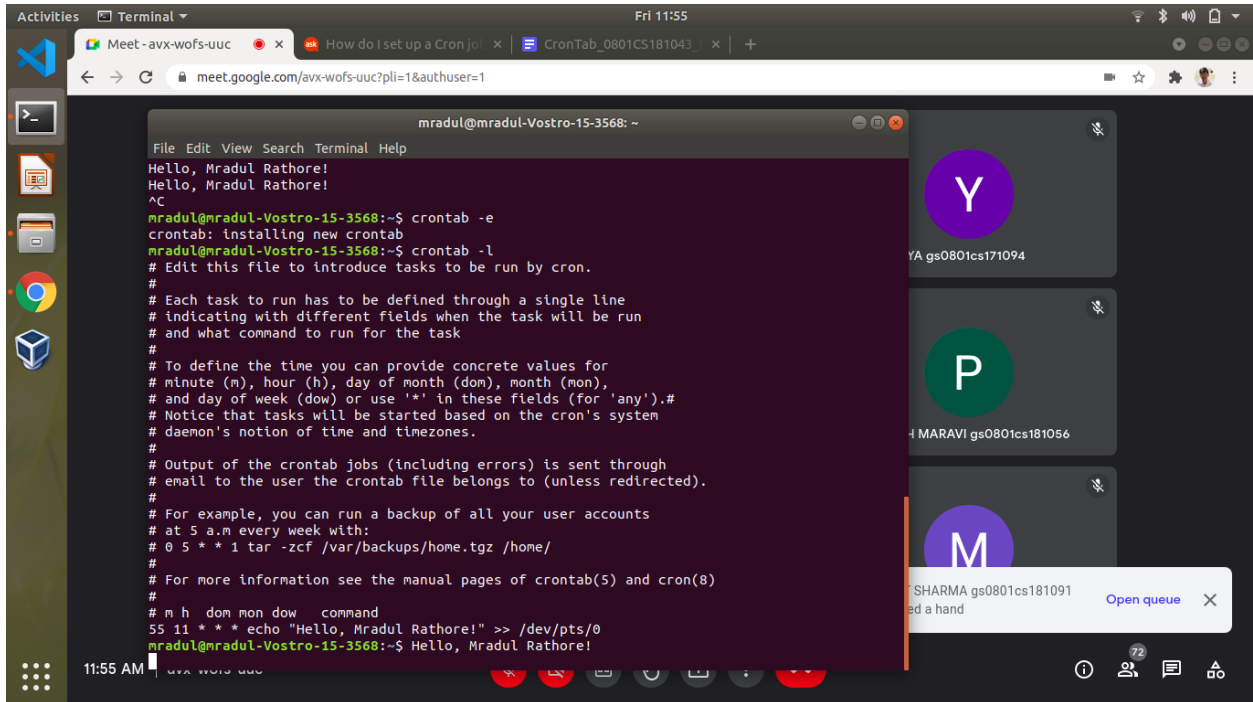 Activities Terminal Fri 11:55
Meet - avx-wofs-uuc How do I set up a Cron jo CronTab_0801CS181043_
meet.google.com/avx-wofs-uuc?pli=1&authuser=1
mradul@mradul-Vostro-15-3568: ~
File Edit View Search Terminal Help
Hello, Mradul Rathore!
Hello, Mradul Rathore!
^C
mradul@mradul-Vostro-15-3568:~$ crontab -e
crontab: installing new crontab
mradul@mradul-Vostro-15-3568:~$ crontab -l
# Edit this file to introduce tasks to be run by cron.
#
# Each task to run has to be defined through a single line
# indicating with different fields when the task will be run
# and what command to run for the task
#
# To define the time you can provide concrete values for
# minute (m), hour (h), day of month (dom), month (mon),
# and day of week (dow) or use '*' in these fields (for 'any').#
# Notice that tasks will be started based on the cron's system
# daemon's notion of time and timezones.
#
# Output of the crontab jobs (including errors) is sent through
# email to the user the crontab file belongs to (unless redirected).
#
# For example, you can run a backup of all your user accounts
# at 5 a.m every week with:
# 0 5 * * 1 tar -zcf /var/backups/home.tgz /home/
#
# For more information see the manual pages of crontab(5) and cron(8)
#
# m h  dom mon dow   command
55 11 * * * echo "Hello, Mradul Rathore!" >> /dev/pts/0
mradul@mradul-Vostro-15-3568:~$ Hello, Mradul Rathore!
Y
YA gs0801cs171094
P
H MARAVI gs0801cs181056
M
SHARMA gs0801cs181091
ed a hand
Open queue
72
11:55 AM | avx-wofs-uuc